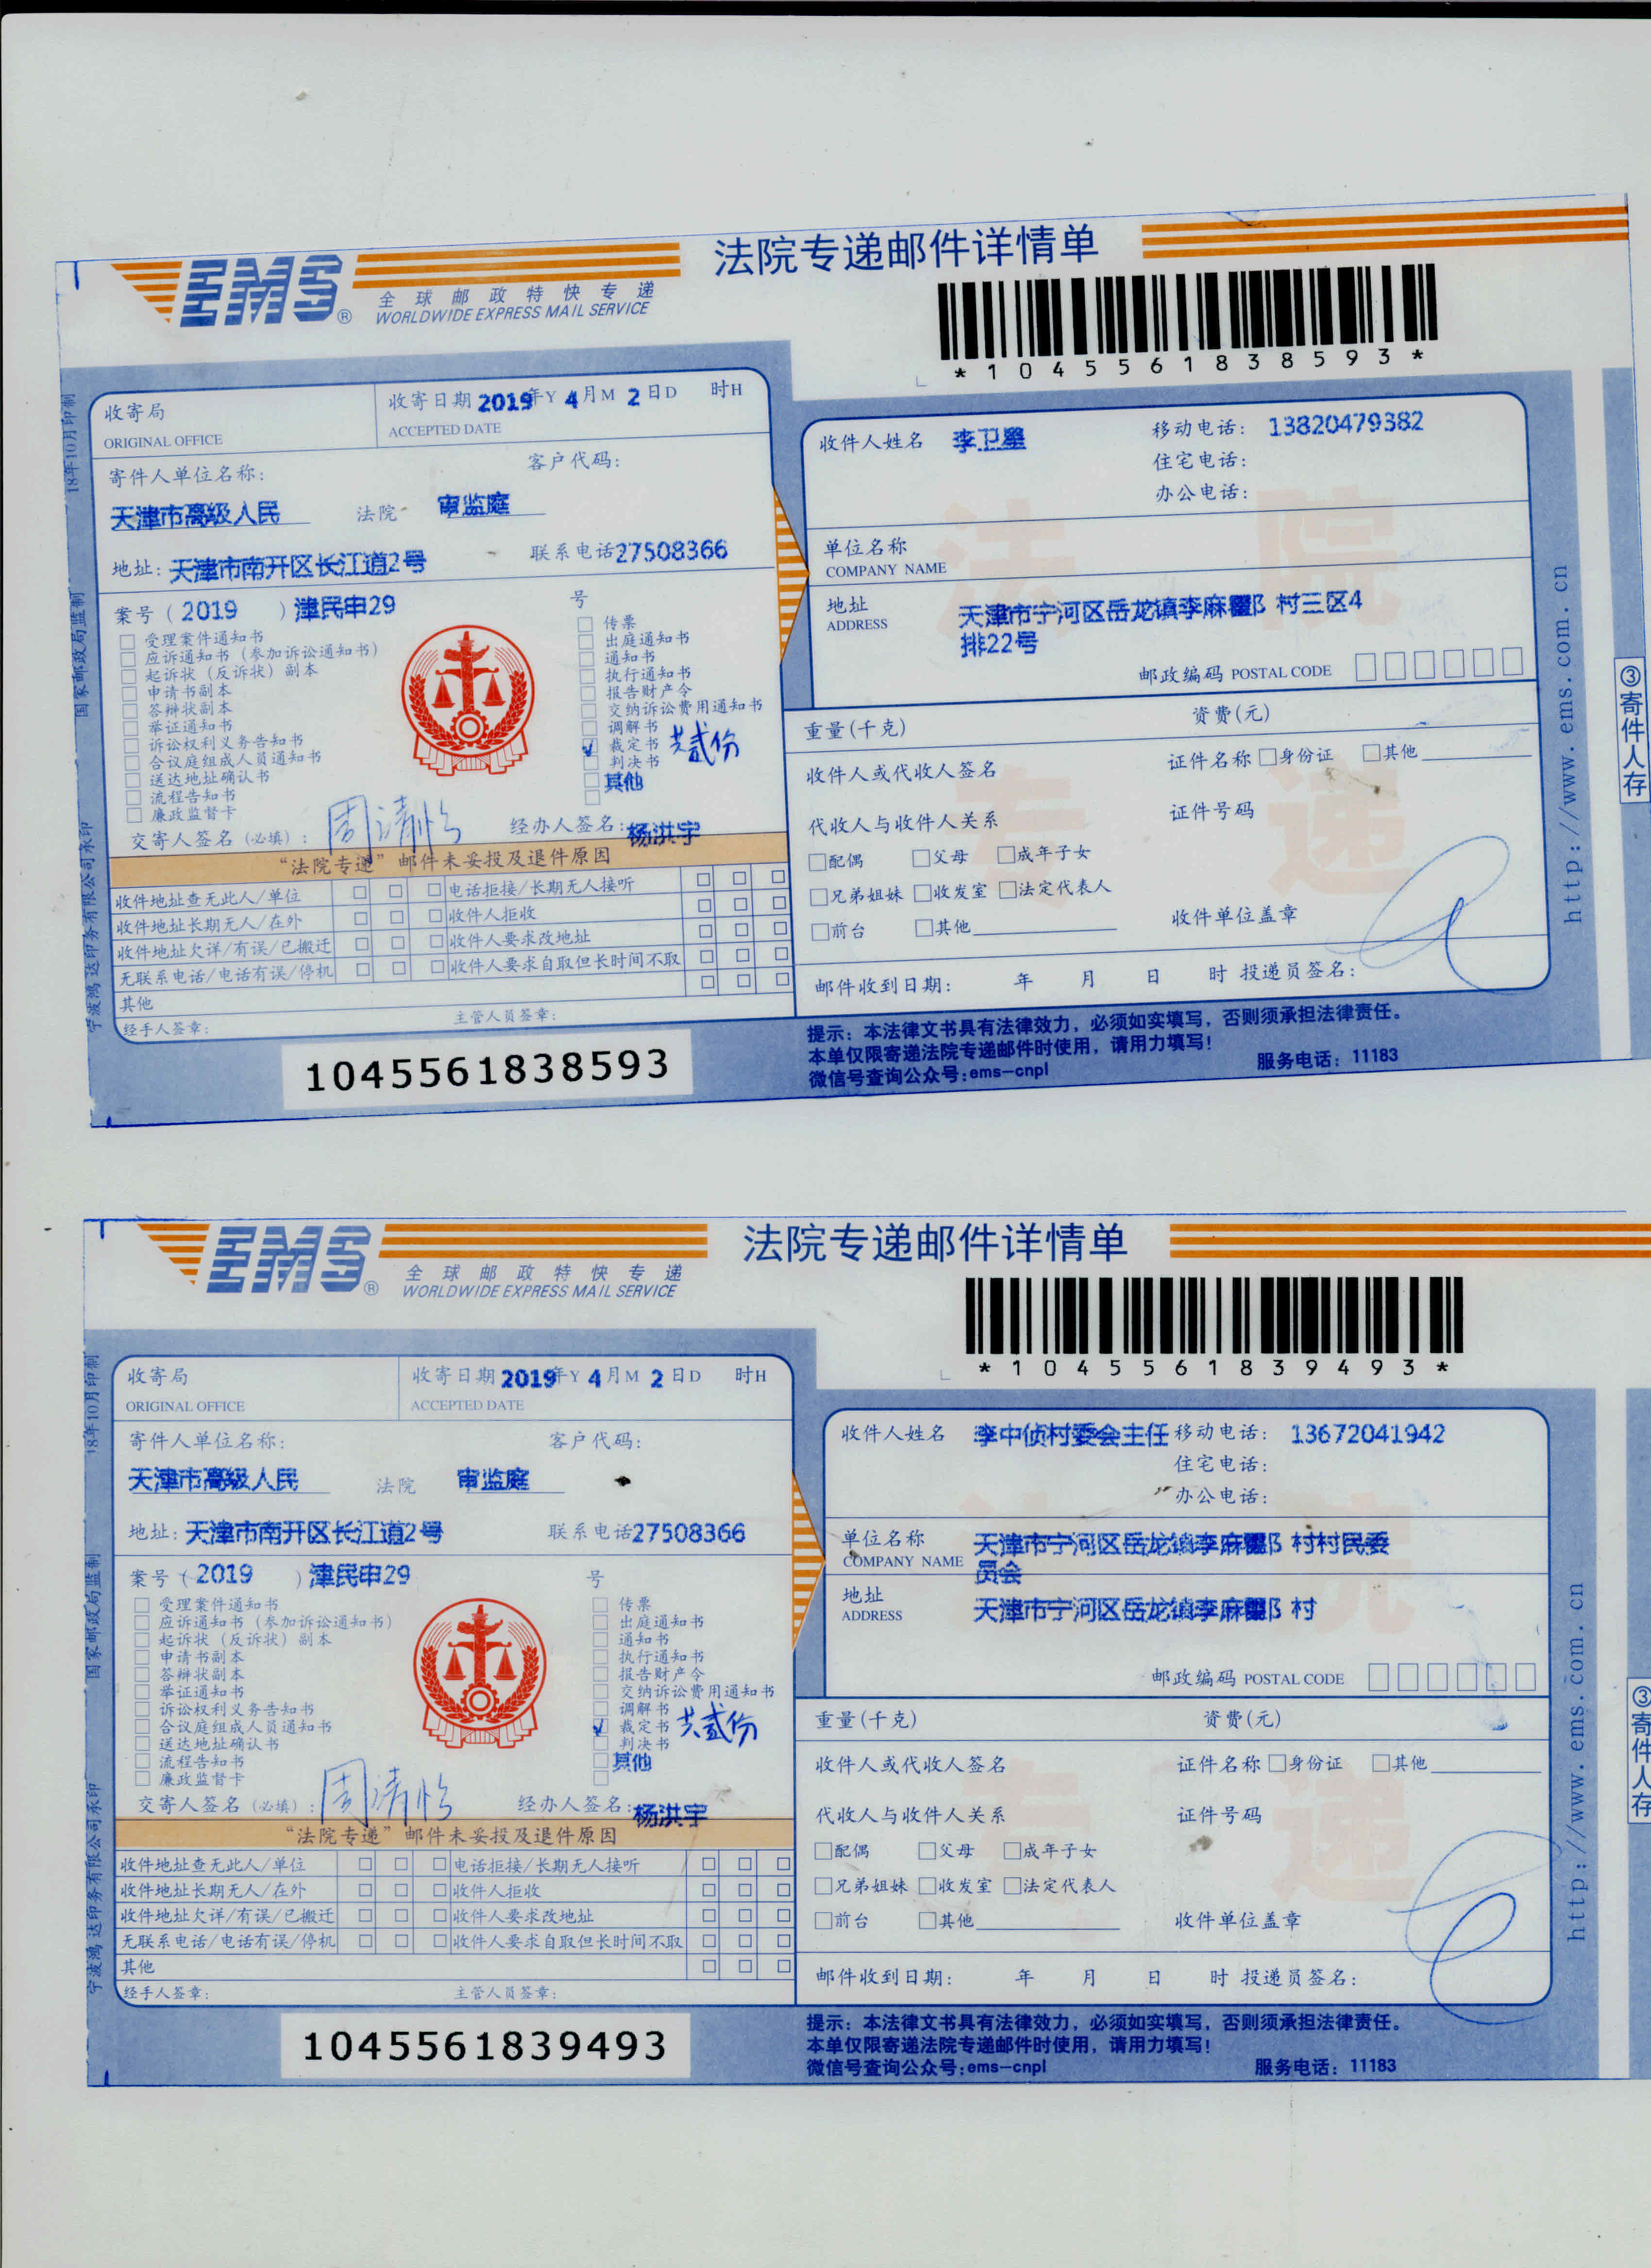 EMS®
全球邮政特快专递
WORLDWIDE EXPRESS MAIL SERVICE
法院专递邮件详情单
*1045561838593*
收寄局
ORIGINAL OFFICE
收寄日期 2019年Y 4月M 2日D 时H
ACCEPTED DATE
寄件人单位名称:
客户代码:
天津市高级人民 法院 审监庭
地址: 天津市南开区长江道2号
联系电话27508366
案号(2019 )津民申29 号
受理案件通知书
应诉通知书(参加诉讼通知书)
起诉状(反诉状)副本
申请书副本
答辩状副本
举证通知书
诉讼权利义务告知书
合议庭组成人员通知书
送达地址确认书
流程告知书
廉政监督卡
传票
出庭通知书
通知书
执行通知书
报告财产令
交纳诉讼费用通知书
调解书
裁定书 共贰份
判决书
其他
交寄人签名(必填):
经办人签名: 杨洪宇
“法院专递”邮件未妥投及退件原因
收件地址查无此人/单位 电话拒接/长期无人接听
收件地址长期无人/在外 收件人拒收
收件地址欠详/有误/已搬迁 收件人要求改地址
无联系电话/电话有误/停机 收件人要求自取但长时间不取
其他
经手人签章: 主管人员签章:
1045561838593
收件人姓名 李卫星
移动电话: 13820479382
住宅电话:
办公电话:
单位名称
COMPANY NAME
地址
ADDRESS
天津市宁河区岳龙镇李麻 村三区4
排22号
邮政编码 POSTAL CODE
重量(千克) 资费(元)
收件人或代收人签名 证件名称 身份证 其他
代收人与收件人关系 证件号码
配偶 父母 成年子女
兄弟姐妹 收发室 法定代表人
前台 其他 收件单位盖章
邮件收到日期: 年 月 日 时 投递员签名:
提示:本法律文书具有法律效力,必须如实填写,否则须承担法律责任。
本单仅限寄递法院专递邮件时使用,请用力填写!
微信号查询公众号:ems-cnpl 服务电话:11183
法院专递
http://www.ems.com.cn
③寄件人存
18年10月印制
国家邮政局监制
宁波鸿达印务有限公司承印
EMS®
全球邮政特快专递
WORLDWIDE EXPRESS MAIL SERVICE
法院专递邮件详情单
*1045561839493*
收寄局
ORIGINAL OFFICE
收寄日期 2019年Y 4月M 2日D 时H
ACCEPTED DATE
寄件人单位名称:
客户代码:
天津市高级人民 法院 审监庭
地址: 天津市南开区长江道2号
联系电话27508366
案号(2019 )津民申29 号
受理案件通知书
应诉通知书(参加诉讼通知书)
起诉状(反诉状)副本
申请书副本
答辩状副本
举证通知书
诉讼权利义务告知书
合议庭组成人员通知书
送达地址确认书
流程告知书
廉政监督卡
传票
出庭通知书
通知书
执行通知书
报告财产令
交纳诉讼费用通知书
调解书
裁定书 共贰份
判决书
其他
交寄人签名(必填):
经办人签名: 杨洪宇
“法院专递”邮件未妥投及退件原因
收件地址查无此人/单位 电话拒接/长期无人接听
收件地址长期无人/在外 收件人拒收
收件地址欠详/有误/已搬迁 收件人要求改地址
无联系电话/电话有误/停机 收件人要求自取但长时间不取
其他
经手人签章: 主管人员签章:
1045561839493
收件人姓名 李中侦村委会主任 移动电话: 13672041942
住宅电话:
办公电话:
单位名称
COMPANY NAME
天津市宁河区岳龙镇李麻 村村民委
员会
地址
ADDRESS
天津市宁河区岳龙镇李麻 村
邮政编码 POSTAL CODE
重量(千克) 资费(元)
收件人或代收人签名 证件名称 身份证 其他
代收人与收件人关系 证件号码
配偶 父母 成年子女
兄弟姐妹 收发室 法定代表人
前台 其他 收件单位盖章
邮件收到日期: 年 月 日 时 投递员签名:
提示:本法律文书具有法律效力,必须如实填写,否则须承担法律责任。
本单仅限寄递法院专递邮件时使用,请用力填写!
微信号查询公众号:ems-cnpl 服务电话:11183
法院专递
http://www.ems.com.cn
③寄件人存
18年10月印制
国家邮政局监制
宁波鸿达印务有限公司承印